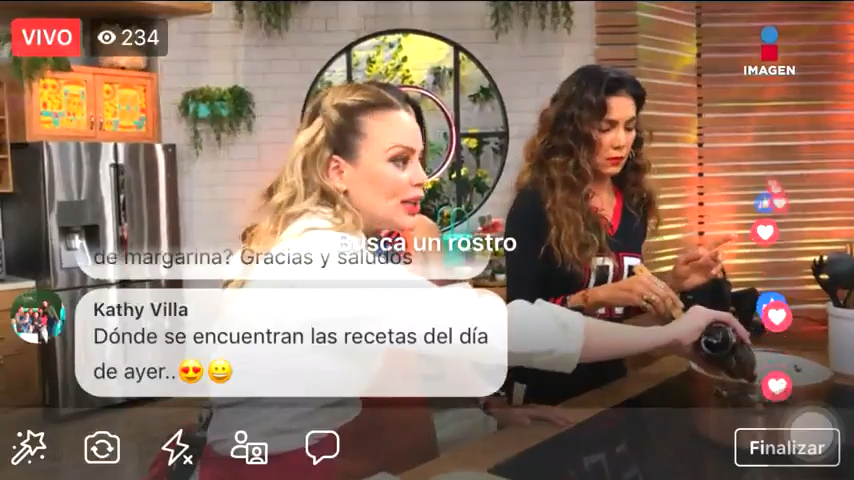 VIVO
234
IMAGEN
Busca un rostro
de margarina? Gracias y saludos
Kathy Villa
Dónde se encuentran las recetas del día
de ayer..😍😀
Finalizar